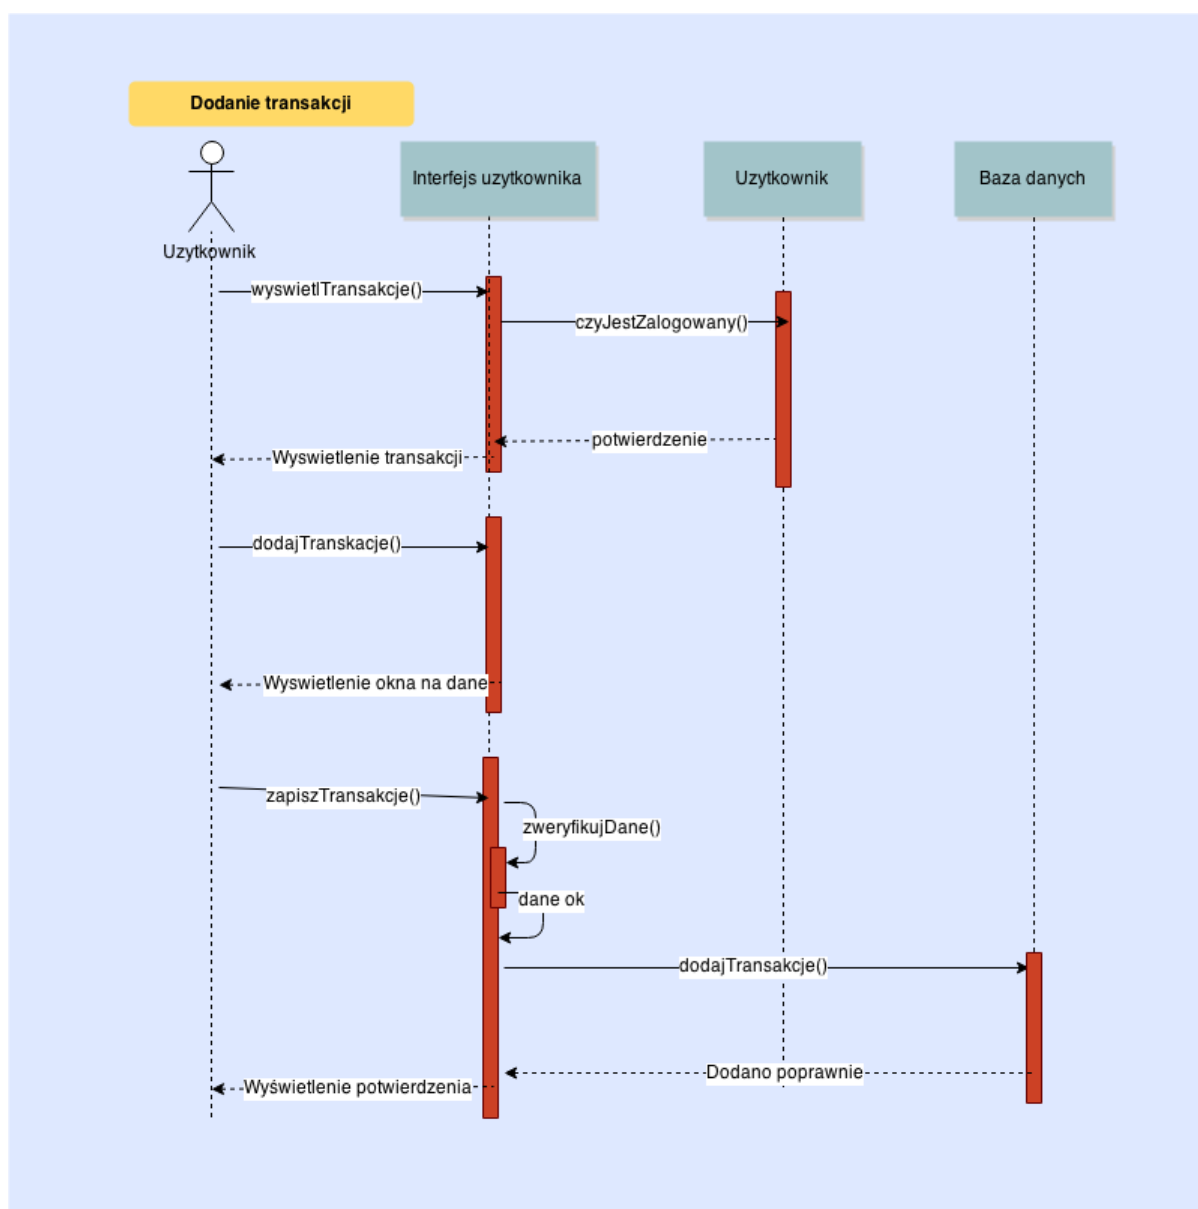 Dodanie transakcji
Interfejs uzytkownika
Uzytkownik
Baza danych
Uzytkownik
wyswietlTransakcje()
czyJestZalogowany()
potwierdzenie
Wyswietlenie transakcji
dodajTranskacje()
Wyswietlenie okna na dane
zapiszTransakcje()
zweryfikujDane()
dane ok
dodajTransakcje()
Dodano poprawnie
Wyświetlenie potwierdzenia